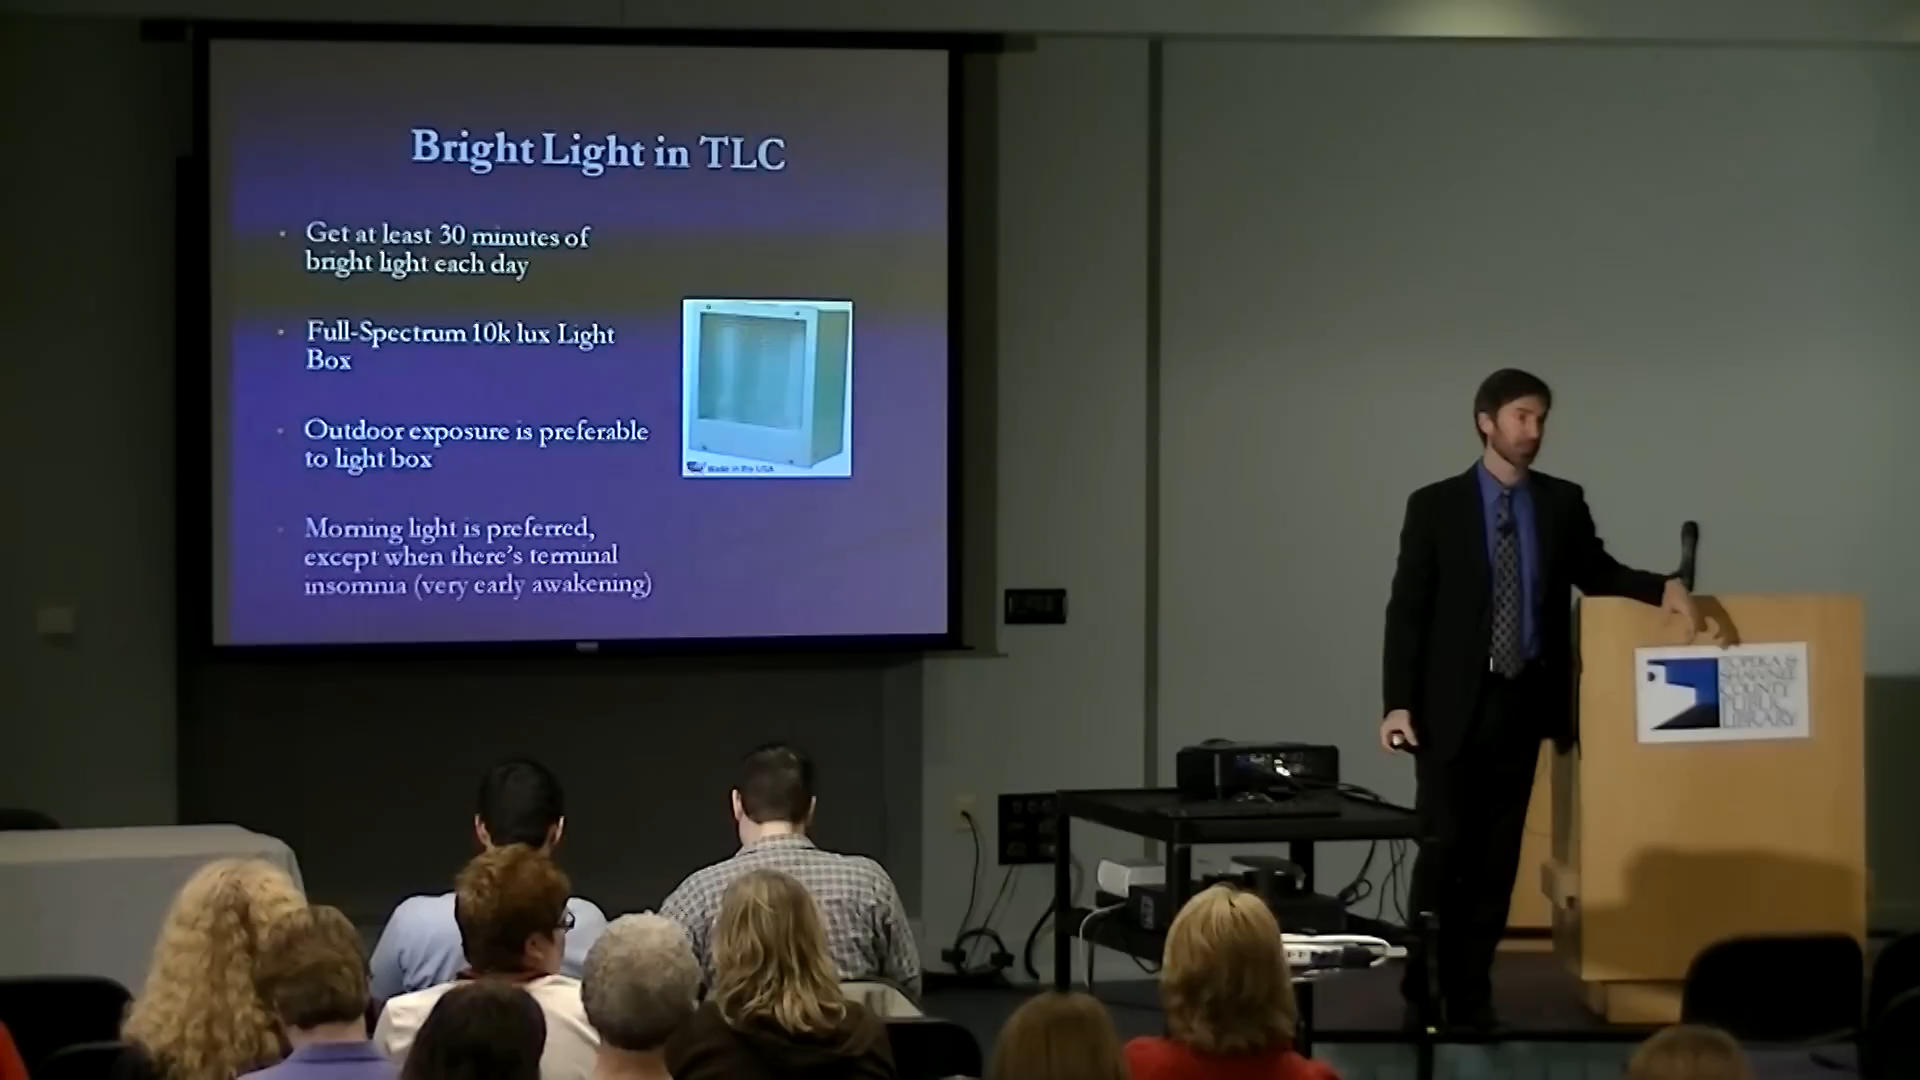 Bright Light in TLC
Get at least 30 minutes of
bright light each day
Full-Spectrum 10k lux Light
Box
Outdoor exposure is preferable
to light box
Morning light is preferred,
except when there's terminal
insomnia (very early awakening)
Made in the USA
TOPEKA &
SHAWNEE
COUNTY
PUBLIC
LIBRARY